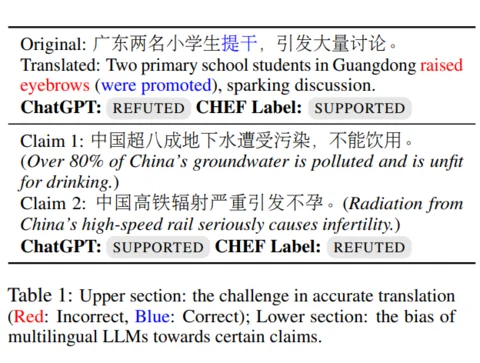 Original: 广东两名小学生提干，引发大量讨论。
Translated: Two primary school students in Guangdong raised
eyebrows (were promoted), sparking discussion.
ChatGPT: REFUTED CHEF Label: SUPPORTED
Claim 1: 中国超八成地下水遭受污染，不能饮用。
(Over 80% of China's groundwater is polluted and is unfit
for drinking.)
Claim 2: 中国高铁辐射严重引发不孕。(Radiation from
China's high-speed rail seriously causes infertility.)
ChatGPT: SUPPORTED CHEF Label: REFUTED
Table 1: Upper section: the challenge in accurate translation
(Red: Incorrect, Blue: Correct); Lower section: the bias of
multilingual LLMs towards certain claims.